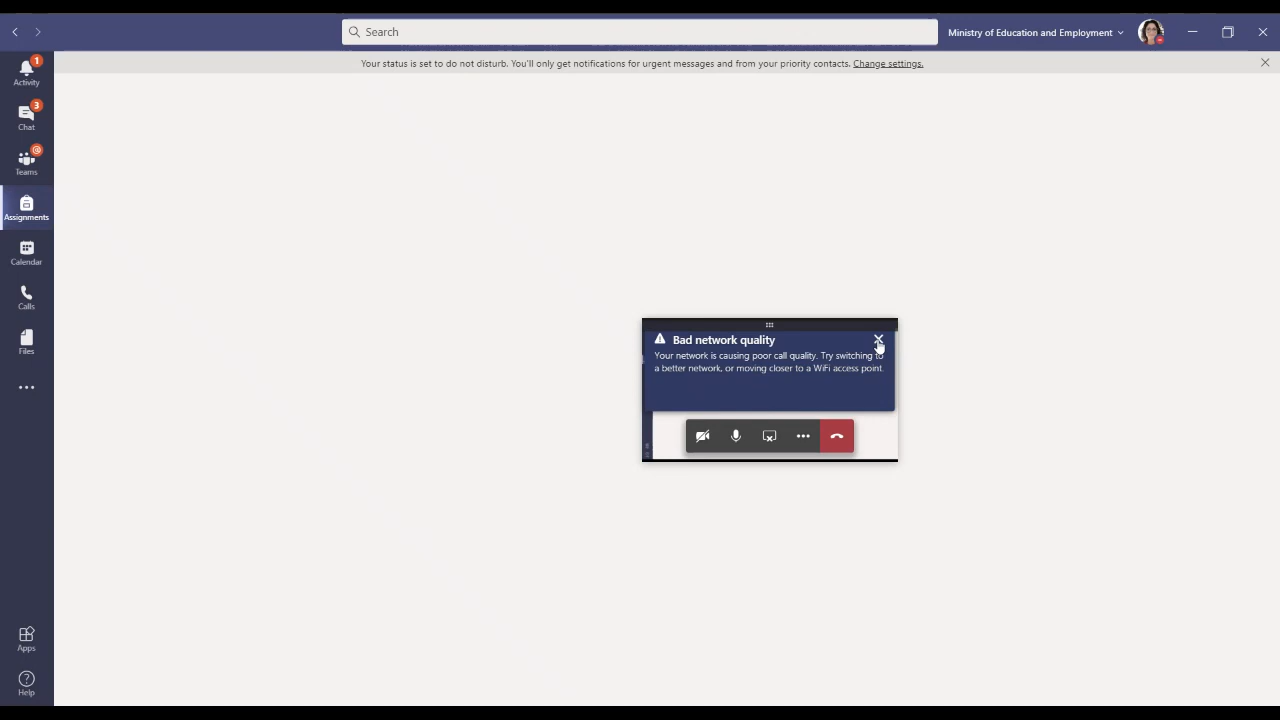 Search
Ministry of Education and Employment
Your status is set to do not disturb. You'll only get notifications for urgent messages and from your priority contacts. Change settings.
1
Activity
3
Chat
@
Teams
Assignments
Calendar
Calls
Files
Bad network quality
Your network is causing poor call quality. Try switching to
a better network, or moving closer to a WiFi access point.
Apps
Help